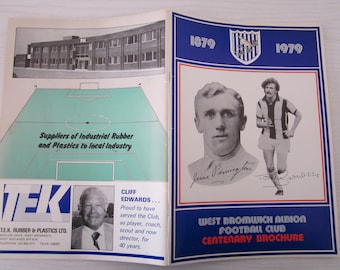 Suppliers of Industrial Rubber
and Plastics to local Industry
TEK
T.E.K. RUBBER & PLASTICS LTD.
CLIFF
EDWARDS...
Proud to have
served the Club,
as player, coach,
scout and now
director, for
40 years.
1879 1979
Jesse Pennington
WEST BROMWICH ALBION
FOOTBALL CLUB
CENTENARY BROCHURE